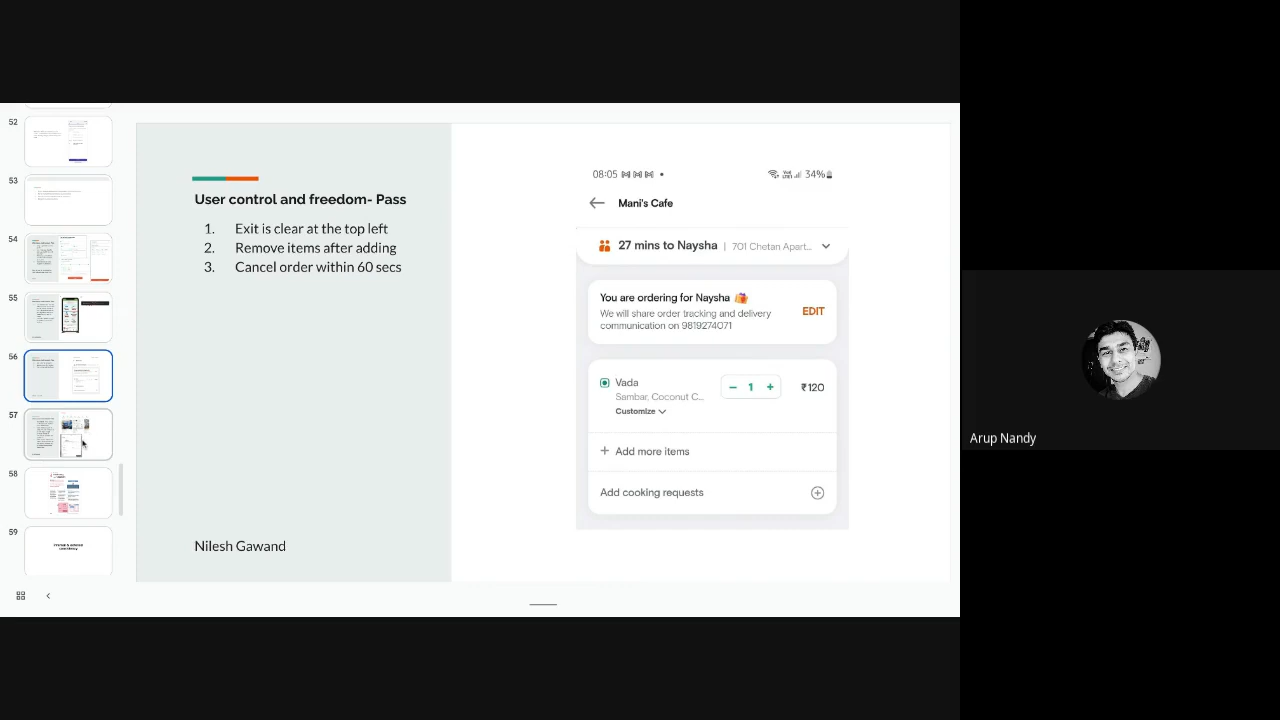 52
53
54
55
56
57
58
59
User control and freedom- Pass
1. Exit is clear at the top left
2. Remove items after adding
3. Cancel order within 60 secs
Nilesh Gawand
08:05
34%
Mani's Cafe
27 mins to Naysha | 701 Chetan Apart...
You are ordering for Naysha
We will share order tracking and delivery
communication on 9819274071
EDIT
Vada
Sambar, Coconut C...
Customize
− 1 +
₹120
+ Add more items
Add cooking requests
Arup Nandy